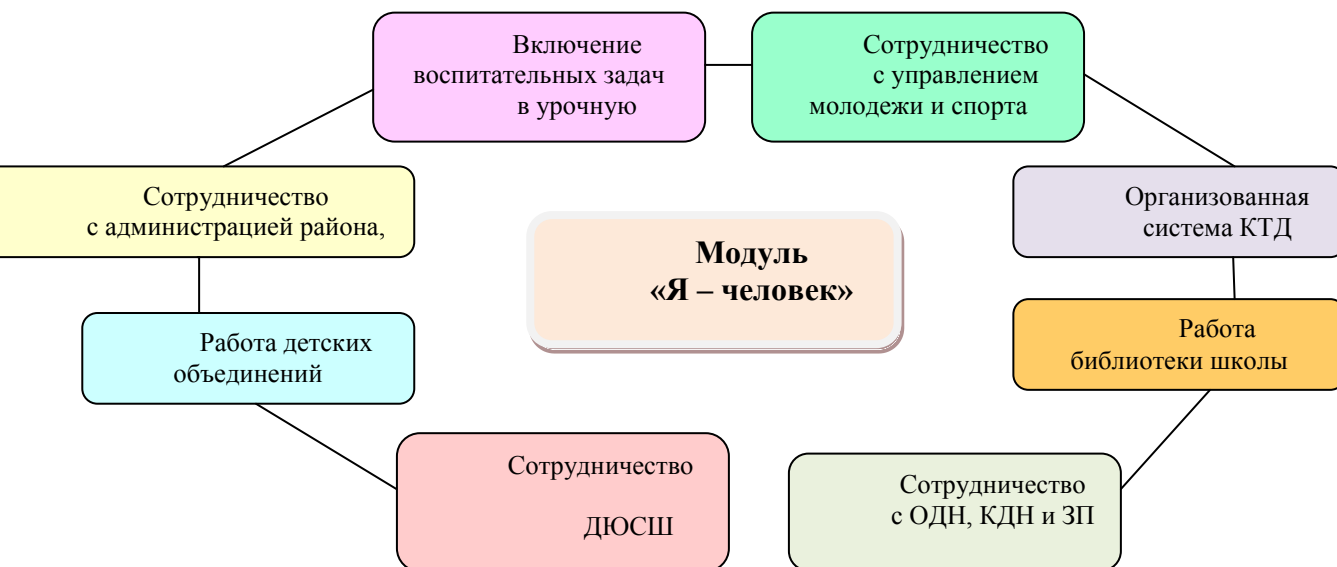 Включение
воспитательных задач
в урочную
Сотрудничество
с управлением
молодежи и спорта
Сотрудничество
с администрацией района,
Организованная
система КТД
Модуль
«Я – человек»
Работа детских
объединений
Работа
библиотеки школы
Сотрудничество
ДЮСШ
Сотрудничество
с ОДН, КДН и ЗП